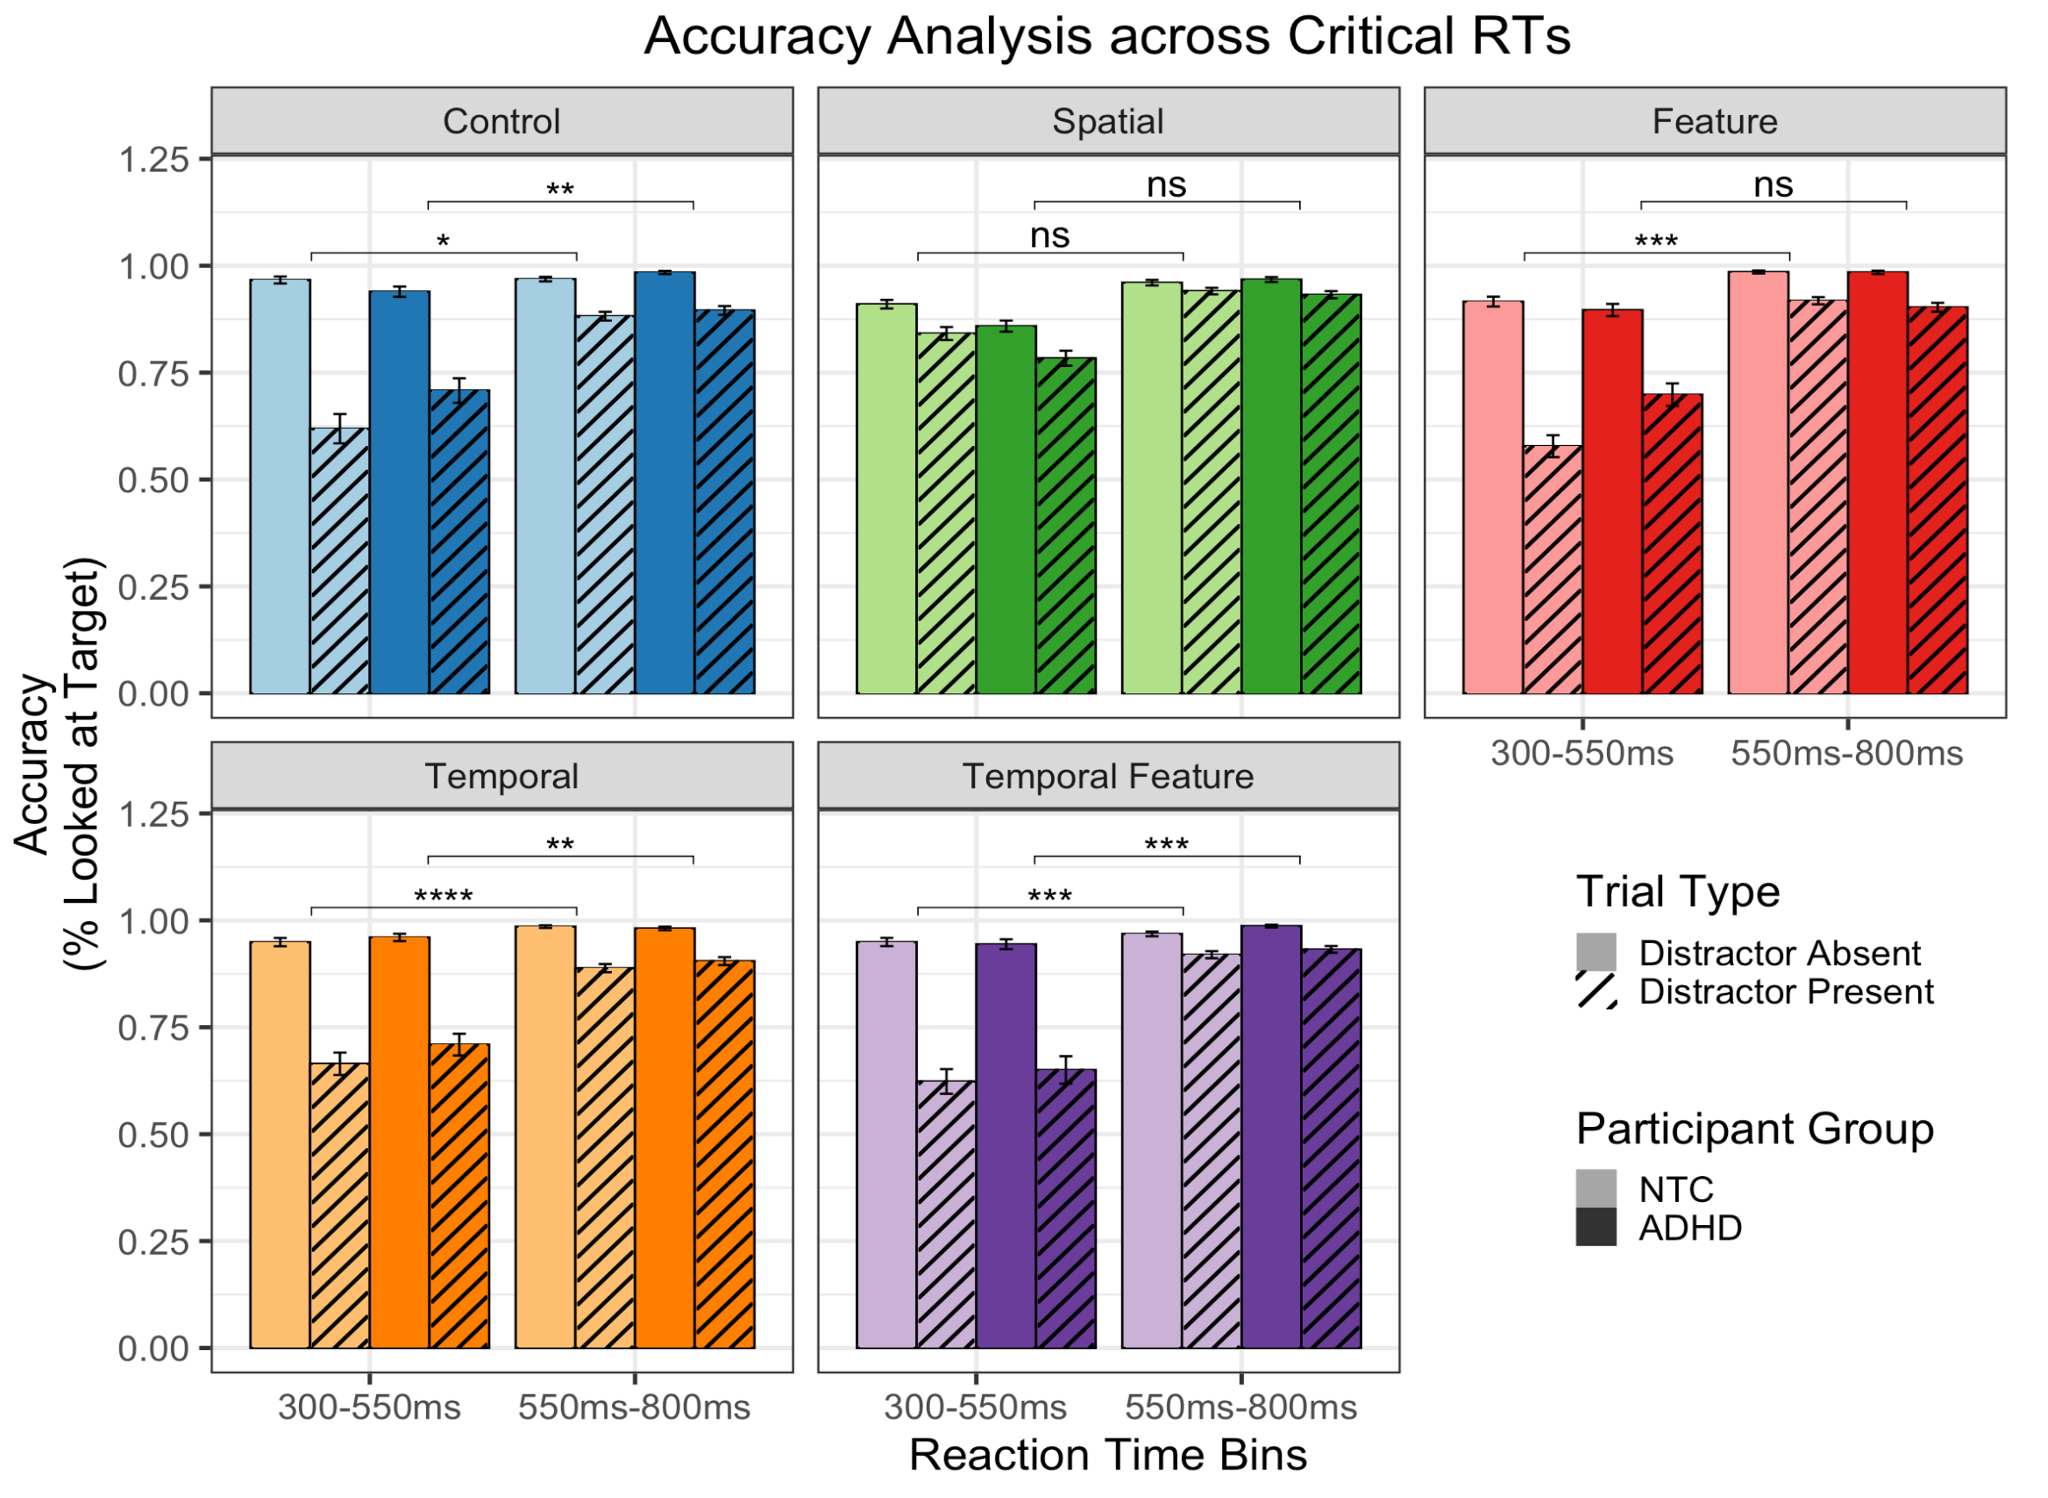 Accuracy Analysis across Critical RTs
Control
Spatial
Feature
1.25
1.00
0.75
0.50
0.25
0.00
**
*
ns
ns
ns
***
300-550ms
550ms-800ms
Accuracy
(% Looked at Target)
Temporal
Temporal Feature
1.25
1.00
0.75
0.50
0.25
0.00
**
****
***
***
300-550ms
550ms-800ms
300-550ms
550ms-800ms
Reaction Time Bins
Trial Type
Distractor Absent
Distractor Present
Participant Group
NTC
ADHD